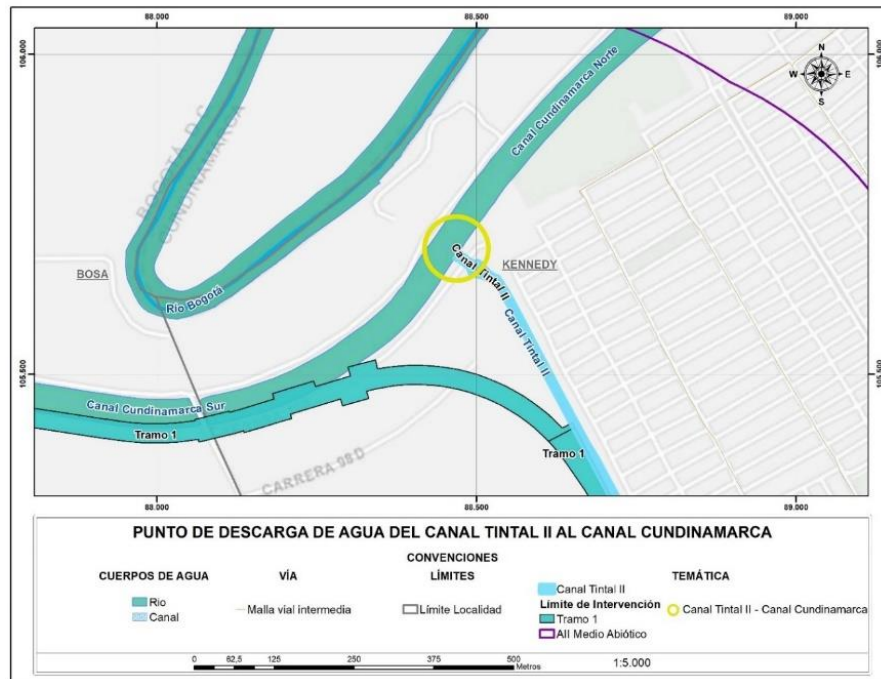 88.000
88.500
89.000
106.000
106.000
N
W
E
S
Canal Cundinamarca Norte
BOGOTÁ D.C.
CUNDINAMARCA
BOSA
KENNEDY
Canal Tintal II
Canal Tintal II
Río Bogotá
105.500
105.500
Canal Cundinamarca Sur
Tramo 1
CARRERA 98D
Tramo 1
88.000
88.500
89.000
PUNTO DE DESCARGA DE AGUA DEL CANAL TINTAL II AL CANAL CUNDINAMARCA
CONVENCIONES
CUERPOS DE AGUA
VÍA
LÍMITES
TEMÁTICA
Rio
Canal
Malla vial intermedia
Límite Localidad
Canal Tintal II
Límite de Intervención
Tramo 1
AII Medio Abiótico
Canal Tintal II - Canal Cundinamarca
0
62,5
125
250
375
500
Metros
1:5.000